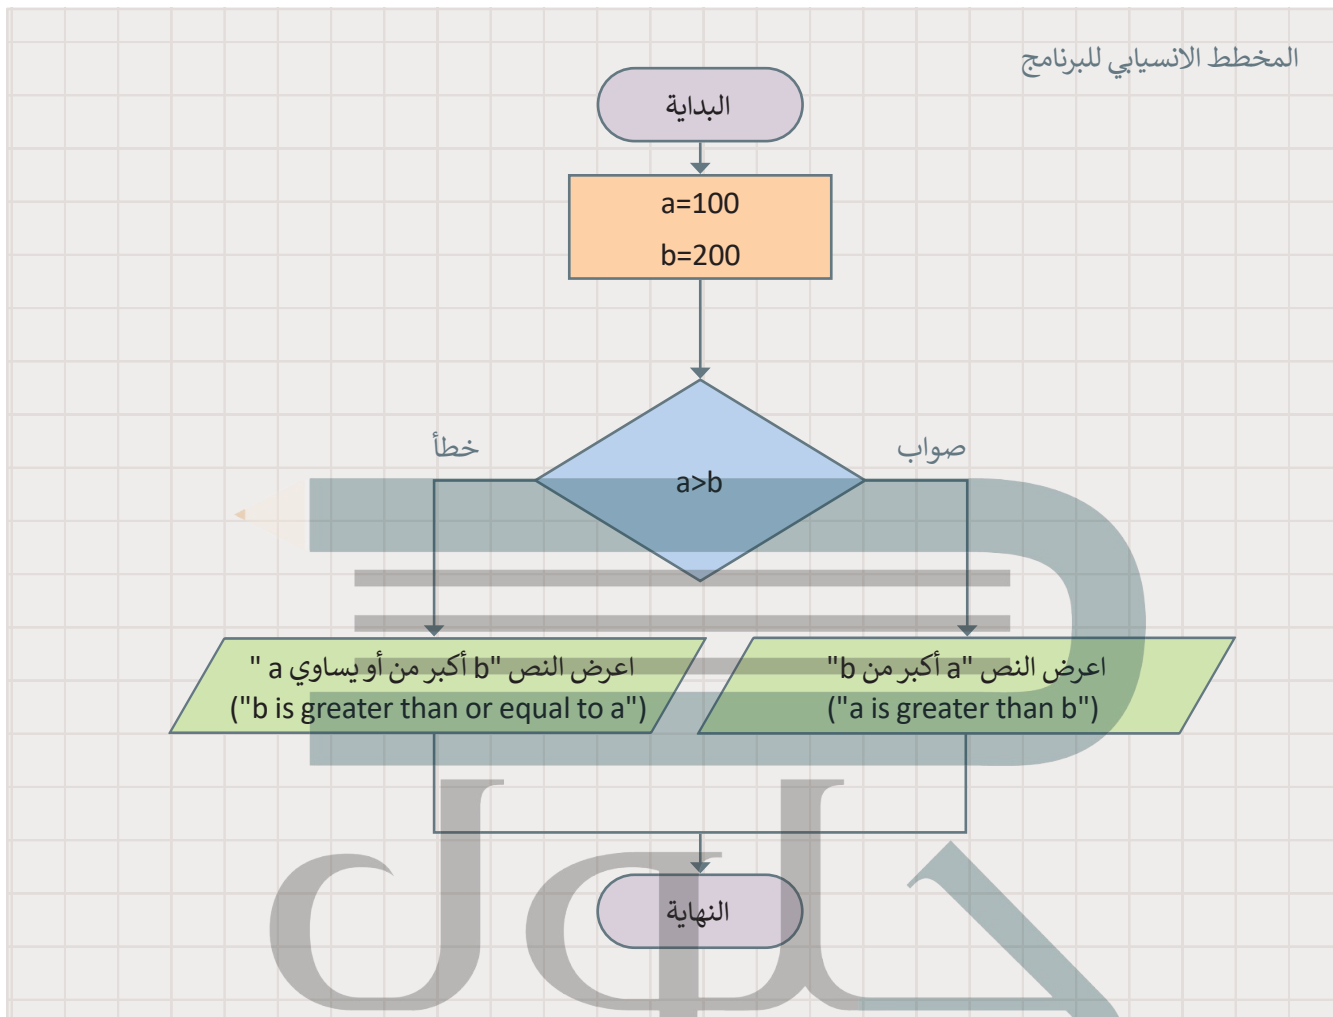 المخطط الانسيابي للبرنامج
البداية
a=100
b=200
a>b
صواب
خطأ
اعرض النص "a أكبر من b"
("a is greater than b")
اعرض النص "b أكبر من أو يساوي a "
("b is greater than or equal to a")
النهاية
حلول